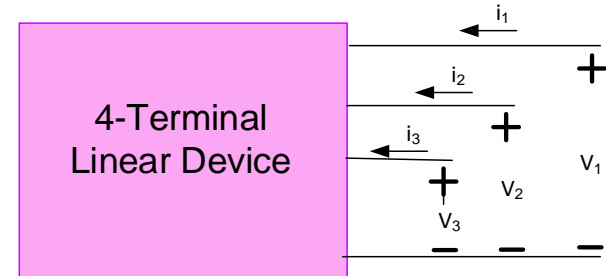 i1
i2
4-Terminal
Linear Device
i3
V1
V2
V3